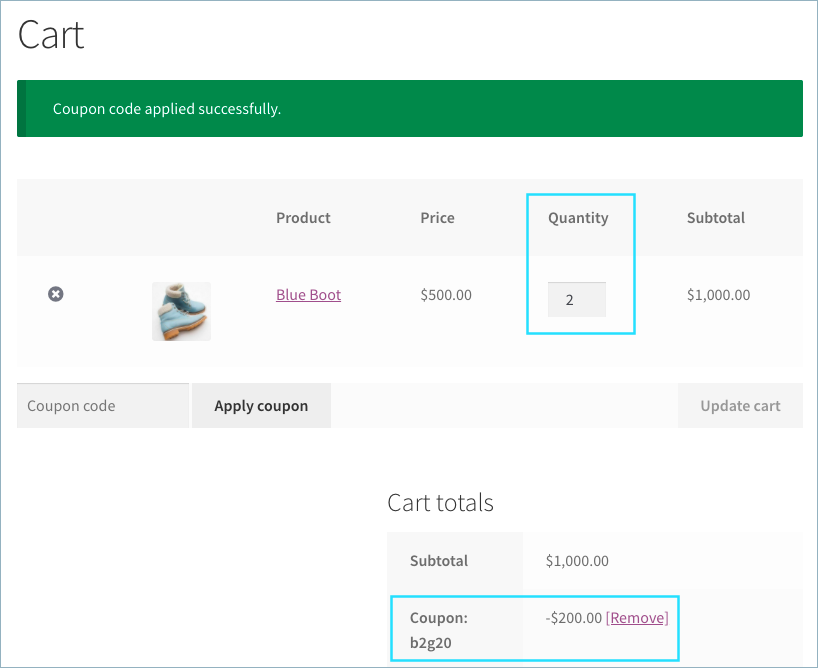 Cart
Coupon code applied successfully.
Product Price Quantity Subtotal
Blue Boot $500.00 2 $1,000.00
Coupon code Apply coupon Update cart
Cart totals
Subtotal $1,000.00
Coupon: -$200.00 [Remove]
b2g20